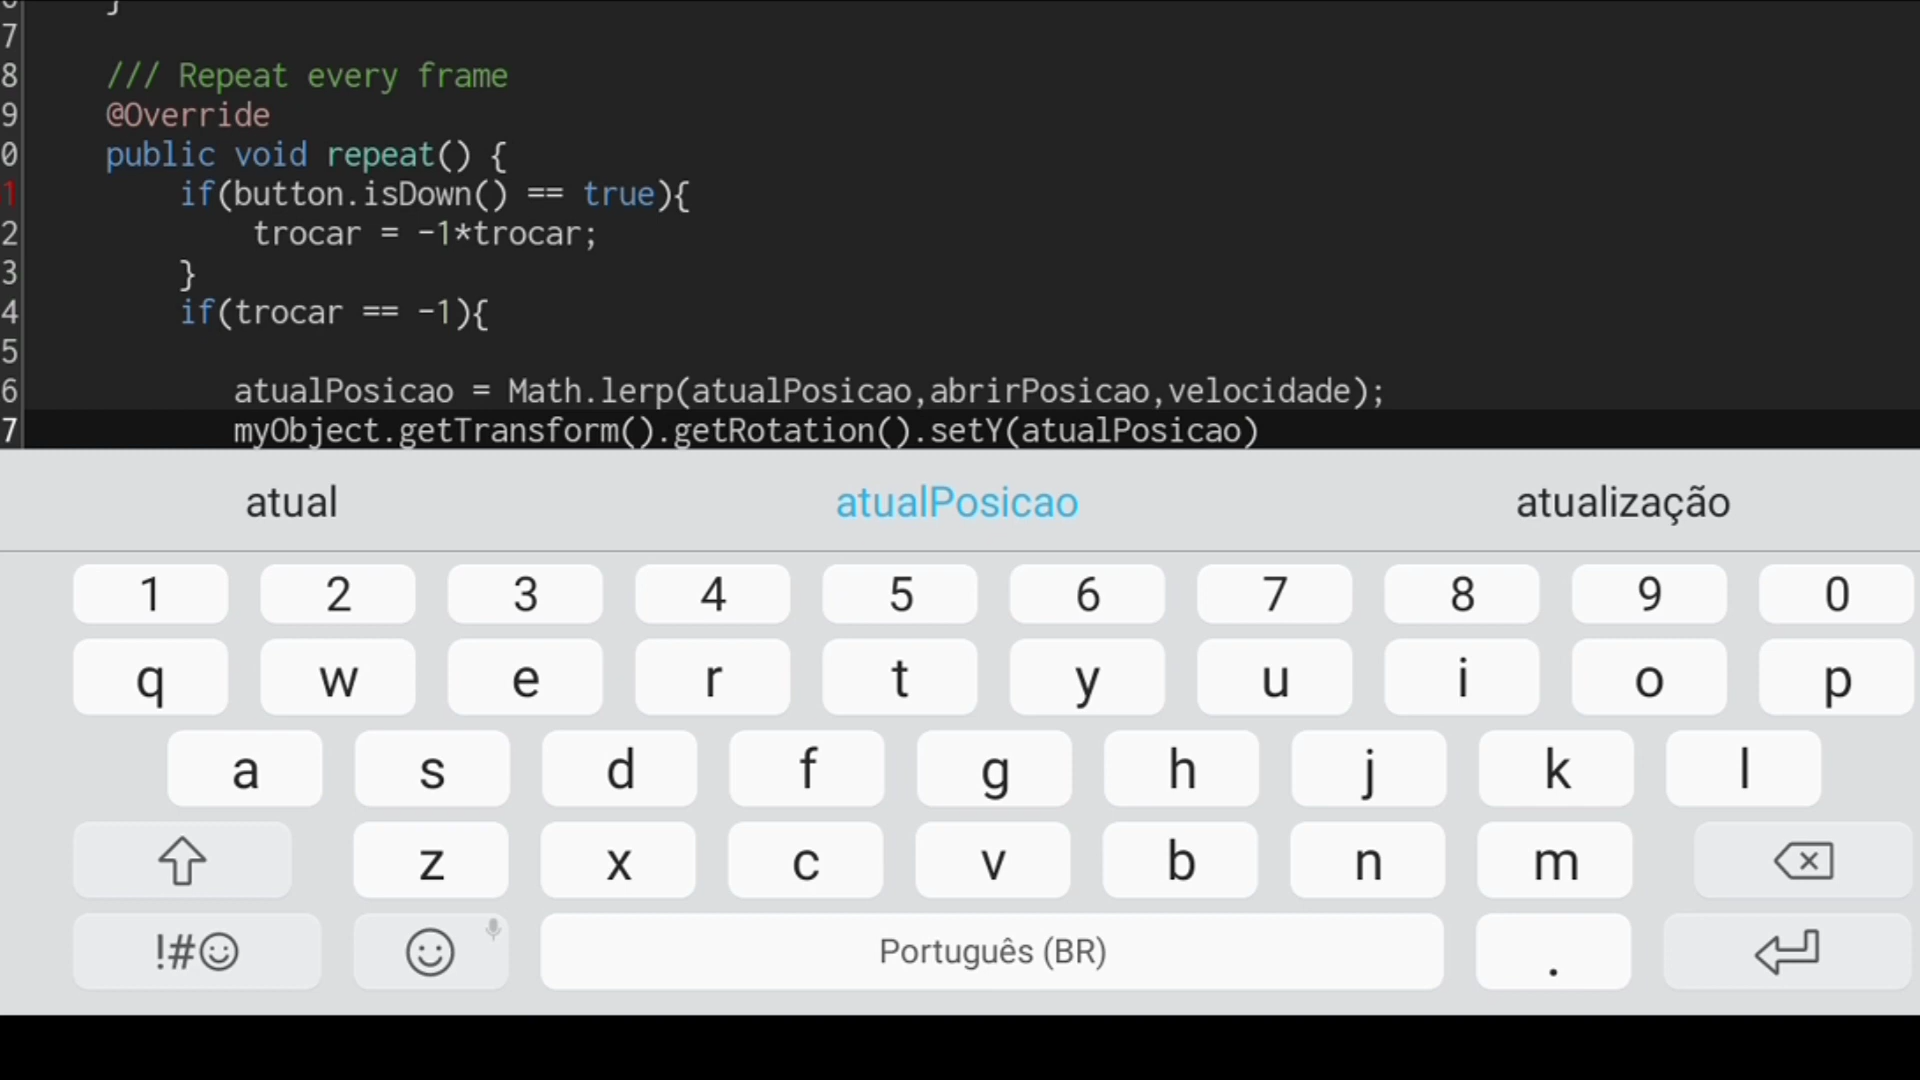 }
7
8 /// Repeat every frame
9 @Override
0 public void repeat() {
1 if(button.isDown() == true){
2 trocar = -1*trocar;
3 }
4 if(trocar == -1){
5
6 atualPosicao = Math.lerp(atualPosicao,abrirPosicao,velocidade);
7 myObject.getTransform().getRotation().setY(atualPosicao)
atual atualPosicao atualização
1 2 3 4 5 6 7 8 9 0
q w e r t y u i o p
a s d f g h j k l
z x c v b n m
!#☺ Português (BR) .